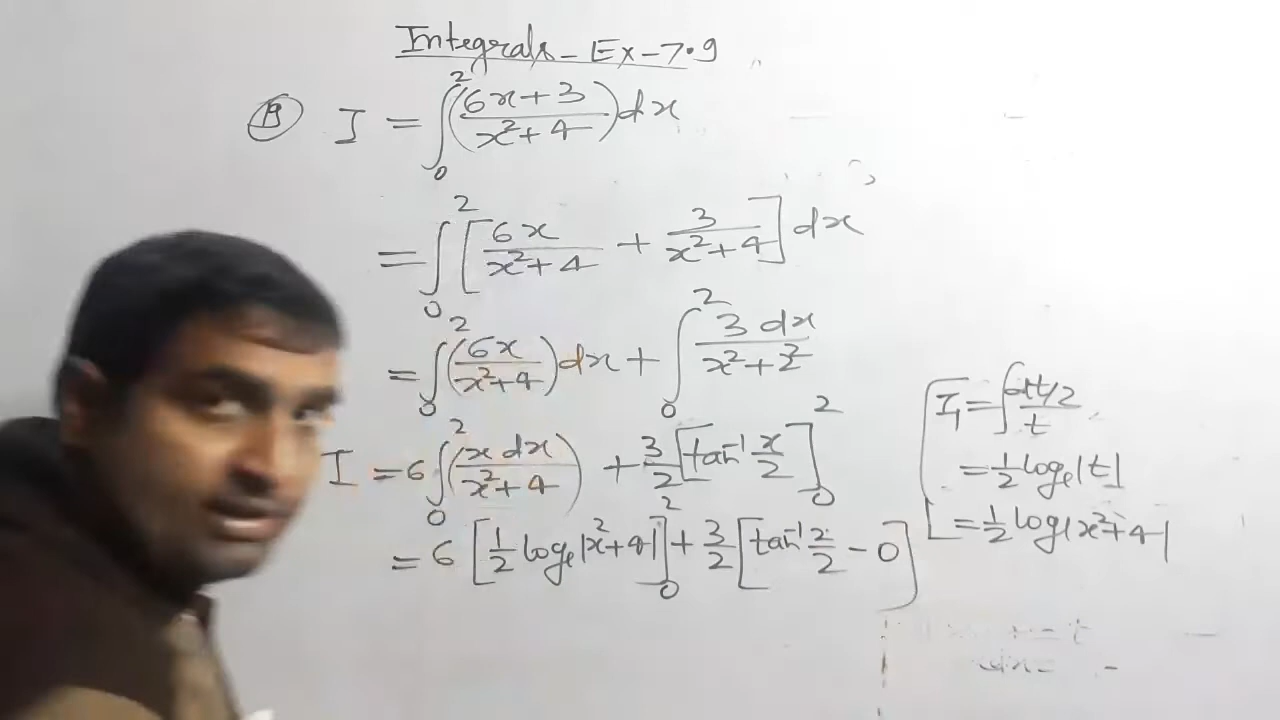 Integrals - Ex - 7.9
I = ∫₀² ((6x + 3)/(x² + 4)) dx
= ∫₀² [6x/(x² + 4) + 3/(x² + 4)] dx
= ∫₀² (6x/(x² + 4)) dx + ∫₀² 3 dx/(x² + 2²)
I = 6 ∫₀² (x dx/(x² + 4)) + 3/2 [tan⁻¹ x/2]₀²
= 6 [1/2 logₑ|x² + 4|]₀² + 3/2 [tan⁻¹ 2/2 - 0]
I₁ = ∫ (dt/2)/t
= 1/2 logₑ|t|
= 1/2 log|x² + 4|